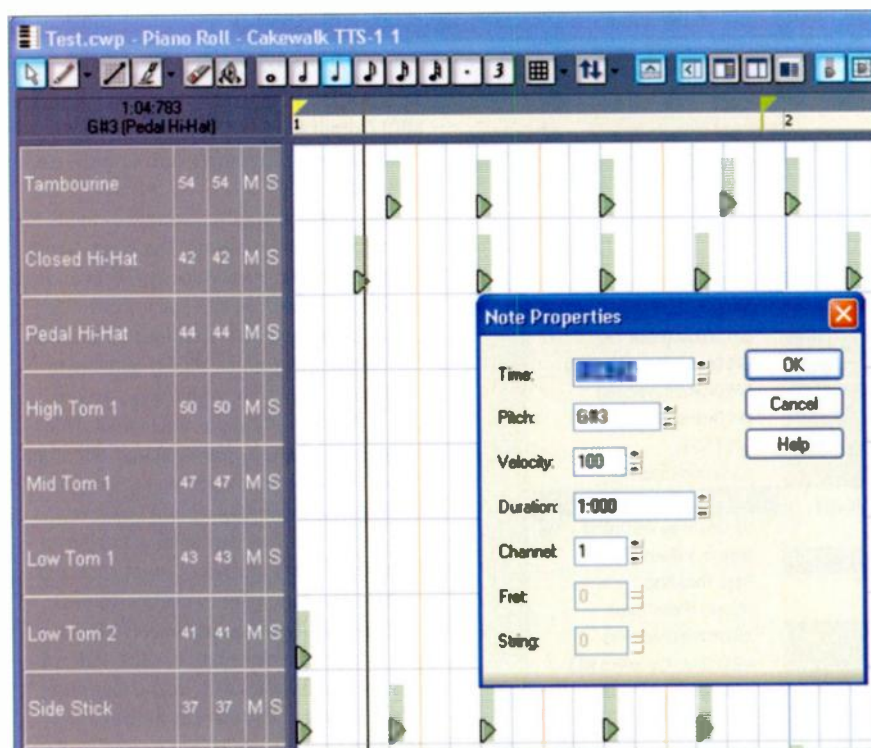 Test.cwp - Piano Roll - Cakewalk TTS-1 1
3
1:04:783
G#3 (Pedal Hi-Hat)
1
2
Tambourine 54 54 M S
Closed Hi-Hat 42 42 M S
Pedal Hi-Hat 44 44 M S
High Tom 1 50 50 M S
Mid Tom 1 47 47 M S
Low Tom 1 43 43 M S
Low Tom 2 41 41 M S
Side Stick 37 37 M S
Note Properties
Time:
OK
Pitch: G#3
Cancel
Help
Velocity: 100
Duration: 1:000
Channel: 1
Fret: 0
String: 0